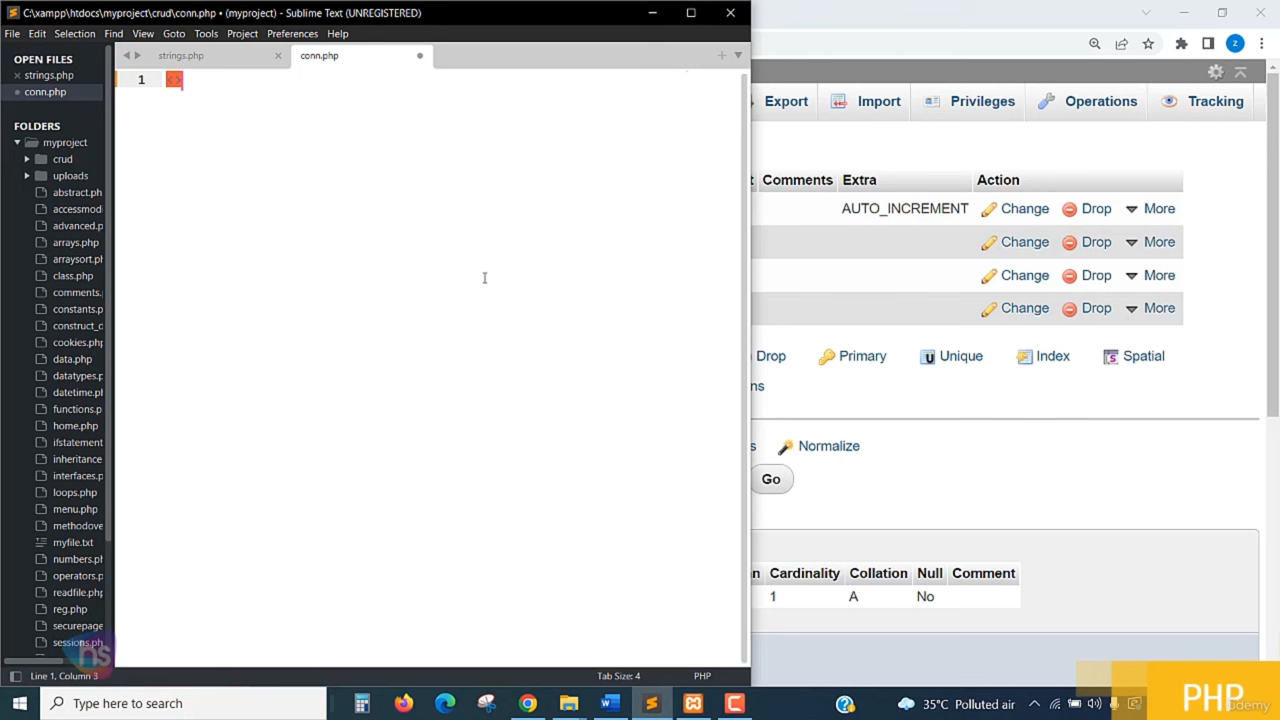 C:\xampp\htdocs\myproject\crud\conn.php • (myproject) - Sublime Text (UNREGISTERED)
File Edit Selection Find View Goto Tools Project Preferences Help
OPEN FILES
strings.php
conn.php
FOLDERS
myproject
crud
uploads
abstract.ph
accessmod
advanced.p
arrays.php
arraysort.ph
class.php
comments.
constants.p
construct_c
cookies.php
data.php
datatypes.p
datetime.ph
functions.p
home.php
ifstatement
inheritance
interfaces.p
loops.php
menu.php
methodove
myfile.txt
numbers.ph
operators.p
readfile.php
reg.php
securepage
sessions.ph
strings.php
conn.php
1 <>
Line 1, Column 3
Tab Size: 4
PHP
Export Import Privileges Operations Tracking
t Comments Extra Action
AUTO_INCREMENT Change Drop More
Change Drop More
Change Drop More
Change Drop More
Drop Primary Unique Index Spatial
ns
s Normalize
Go
n Cardinality Collation Null Comment
1 A No
Type here to search
35°C Polluted air
PHP
Udemy
ns